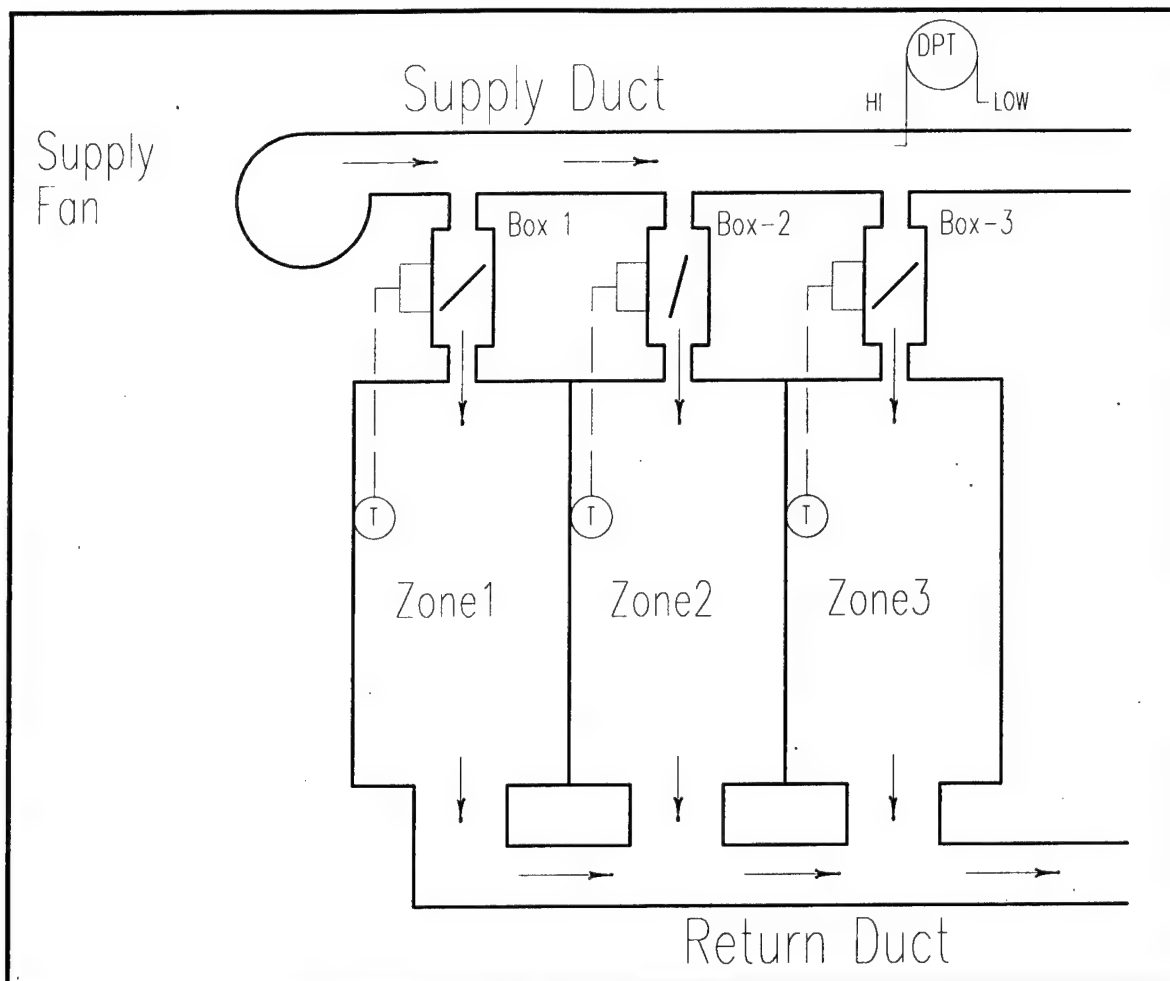 DPT
HI
LOW
Supply Duct
Supply
Fan
Box 1
Box-2
Box-3
T
T
T
Zone1
Zone2
Zone3
Return Duct